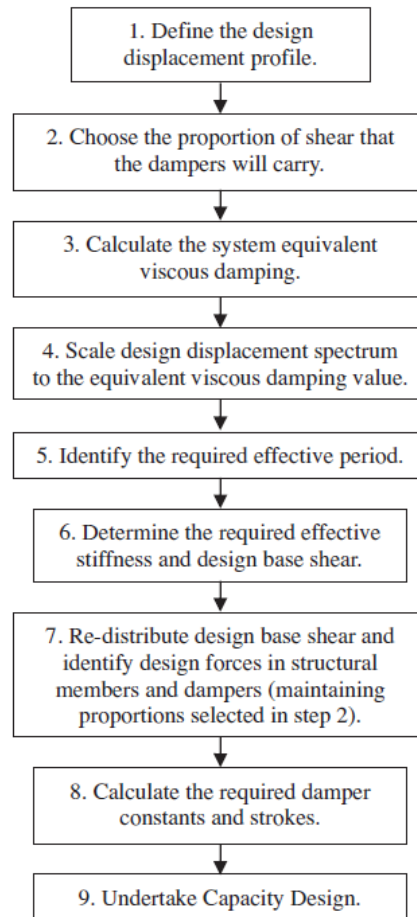 1. Define the design
displacement profile.
2. Choose the proportion of shear that
the dampers will carry.
3. Calculate the system equivalent
viscous damping.
4. Scale design displacement spectrum
to the equivalent viscous damping value.
5. Identify the required effective period.
6. Determine the required effective
stiffness and design base shear.
7. Re-distribute design base shear and
identify design forces in structural
members and dampers (maintaining
proportions selected in step 2).
8. Calculate the required damper
constants and strokes.
9. Undertake Capacity Design.